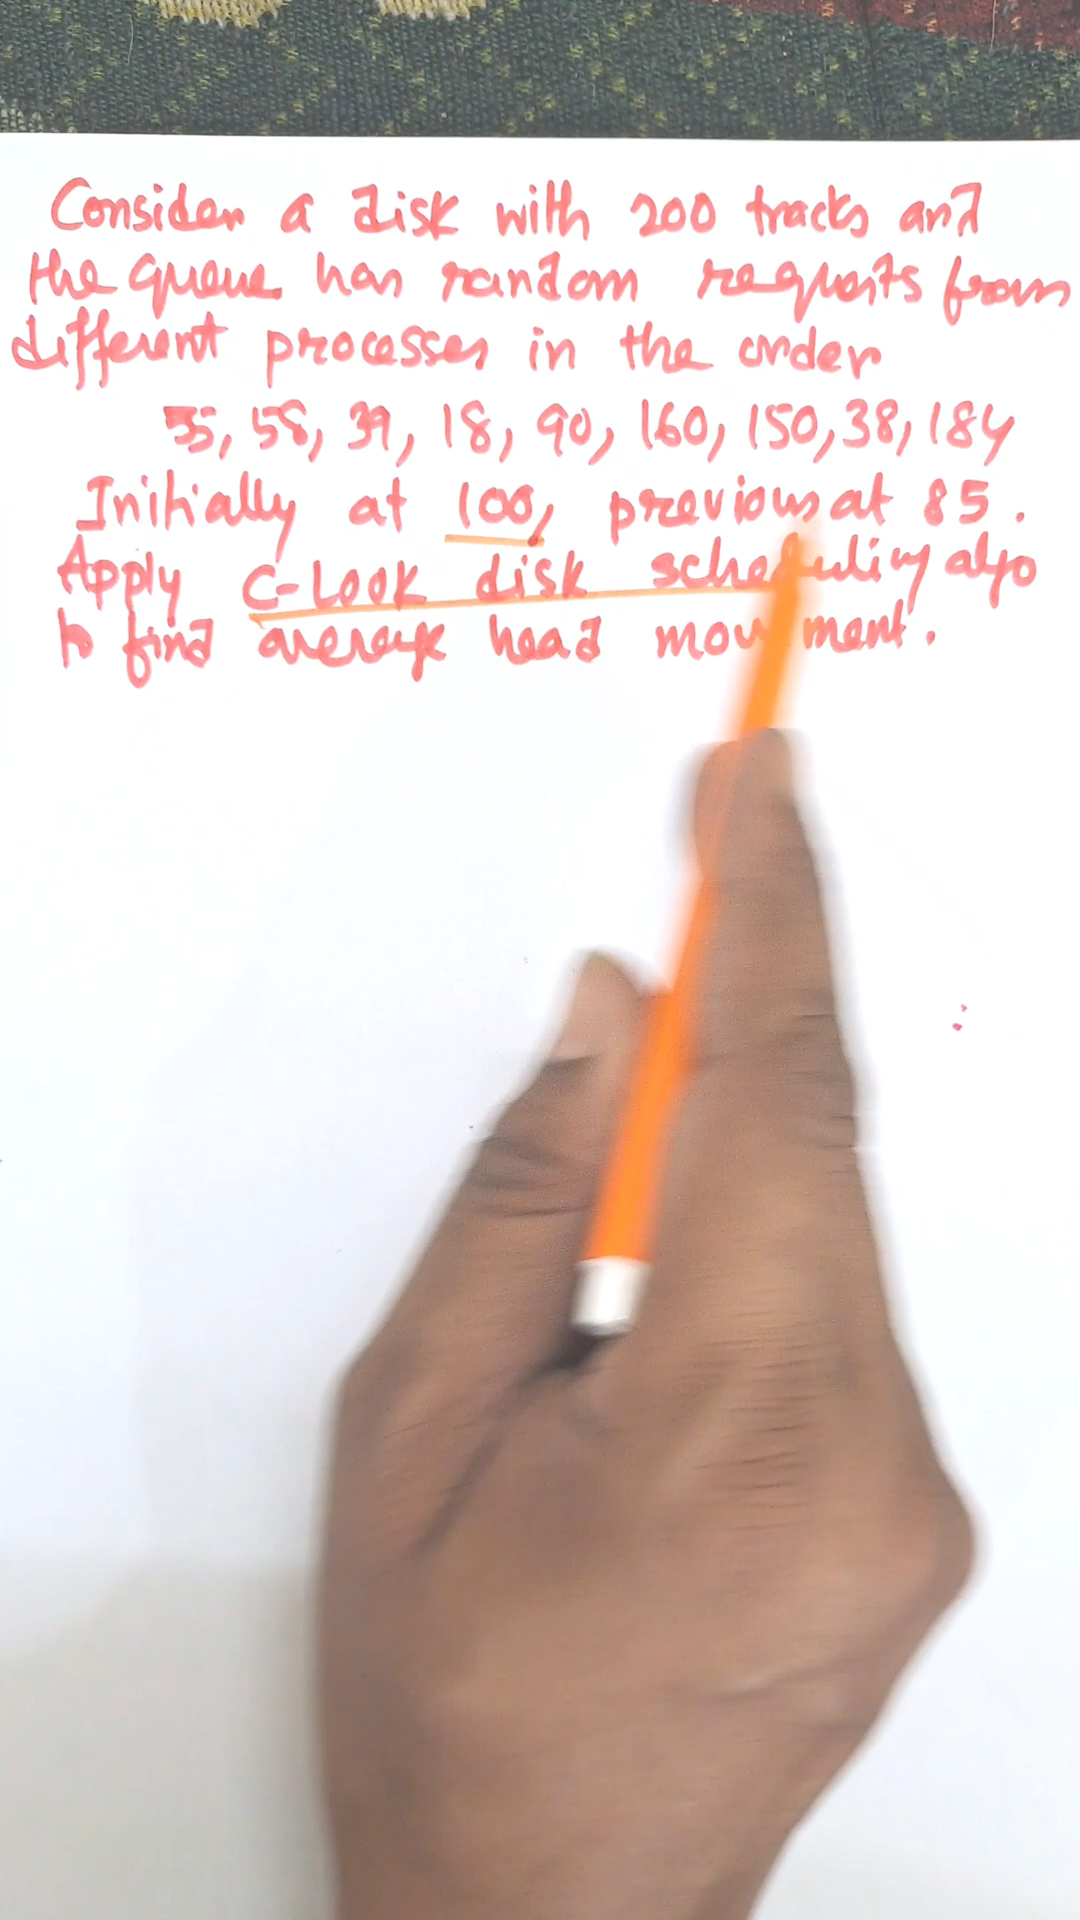 Consider a disk with 200 tracks and
the queue has random requests from
different processes in the order
55, 58, 39, 18, 90, 160, 150, 38, 184
Initially at 100, previous at 85.
Apply C-Look disk scheduling algo
to find average head movement.